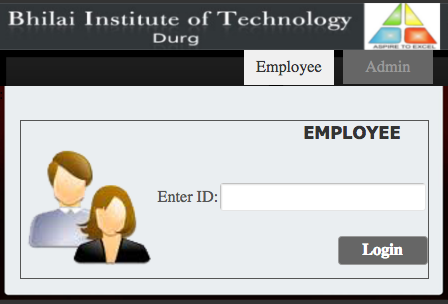 Bhilai Institute of Technology
Durg
ASPIRE TO EXCEL
Employee Admin
EMPLOYEE
Enter ID:
Login